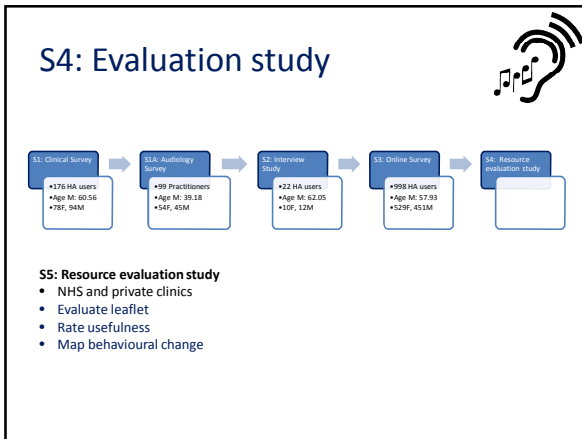 S4: Evaluation study
S1: Clinical Survey
•176 HA users
•Age M: 60.56
•78F, 94M
S1A: Audiology
Survey
•99 Practitioners
•Age M: 39.18
•54F, 45M
S2: Interview
Study
•22 HA users
•Age M: 62.05
•10F, 12M
S3: Online Survey
•998 HA users
•Age M: 57.93
•529F, 451M
S4: Resource
evaluation study
S5: Resource evaluation study
• NHS and private clinics
• Evaluate leaflet
• Rate usefulness
• Map behavioural change